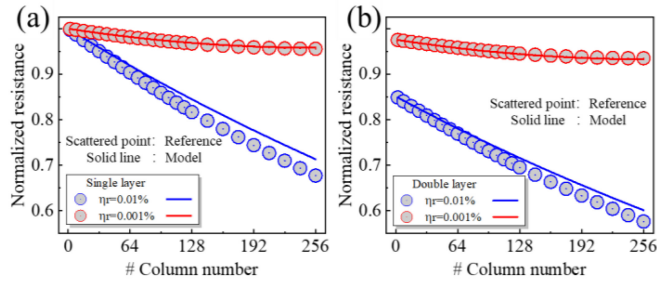 (a)
Normalized resistance
0.9
0.8
0.7
0.6
Scattered point: Reference
Solid line : Model
Single layer
ηr=0.01%
ηr=0.001%
0 64 128 192 256
# Column number
(b)
Normalized resistance
0.9
0.8
0.7
0.6
Scattered point: Reference
Solid line : Model
Double layer
ηr=0.01%
ηr=0.001%
0 64 128 192 256
# Column number